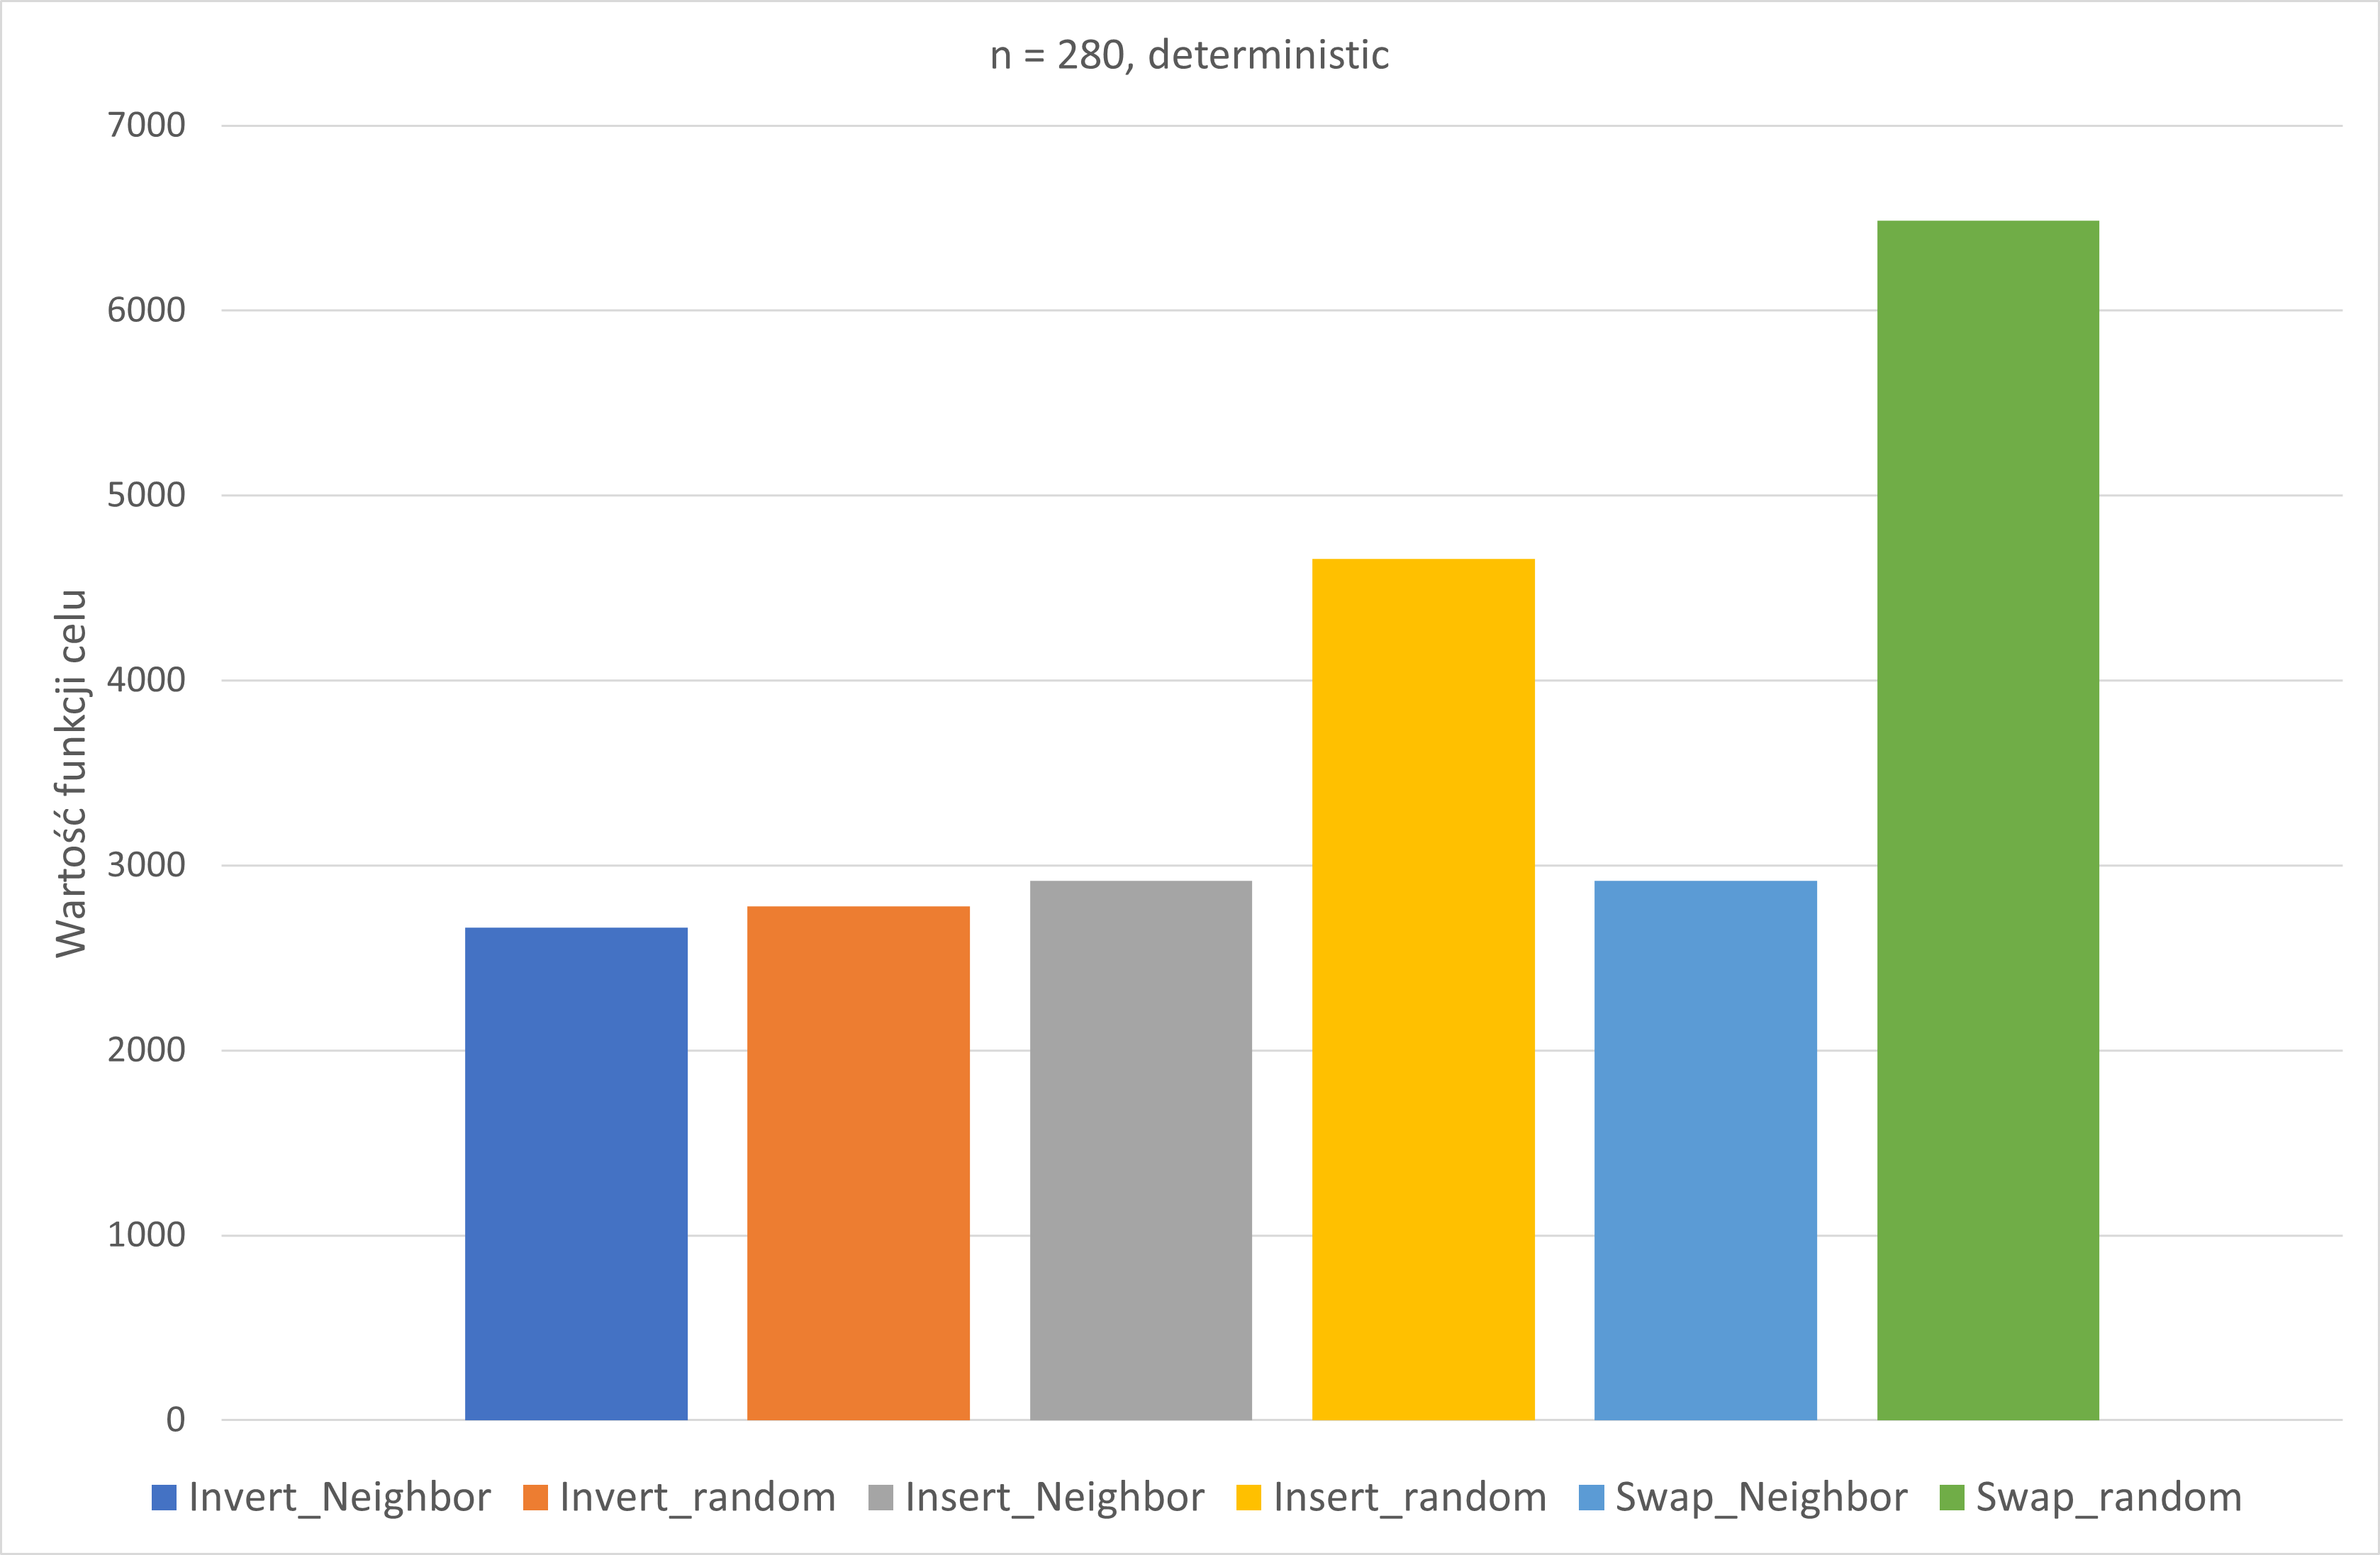 n = 280, deterministic
Wartość funkcji celu
7000
6000
5000
4000
3000
2000
1000
0
Invert_Neighbor Invert_random Insert_Neighbor Insert_random Swap_Neighbor Swap_random